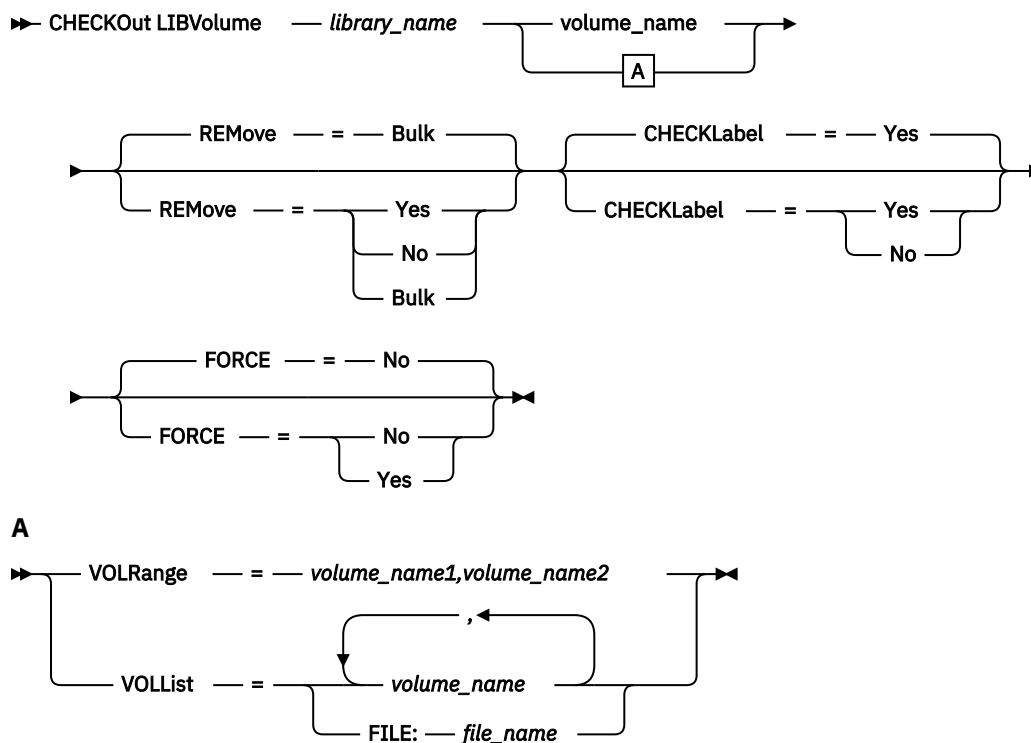 CHECKOut LIBVolume library_name volume_name
A
REMove = Bulk CHECKLabel = Yes
REMove = Yes CHECKLabel = Yes
No No
Bulk
FORCE = No
FORCE = No
Yes
A
VOLRange = volume_name1,volume_name2
,
VOLList = volume_name
FILE: file_name